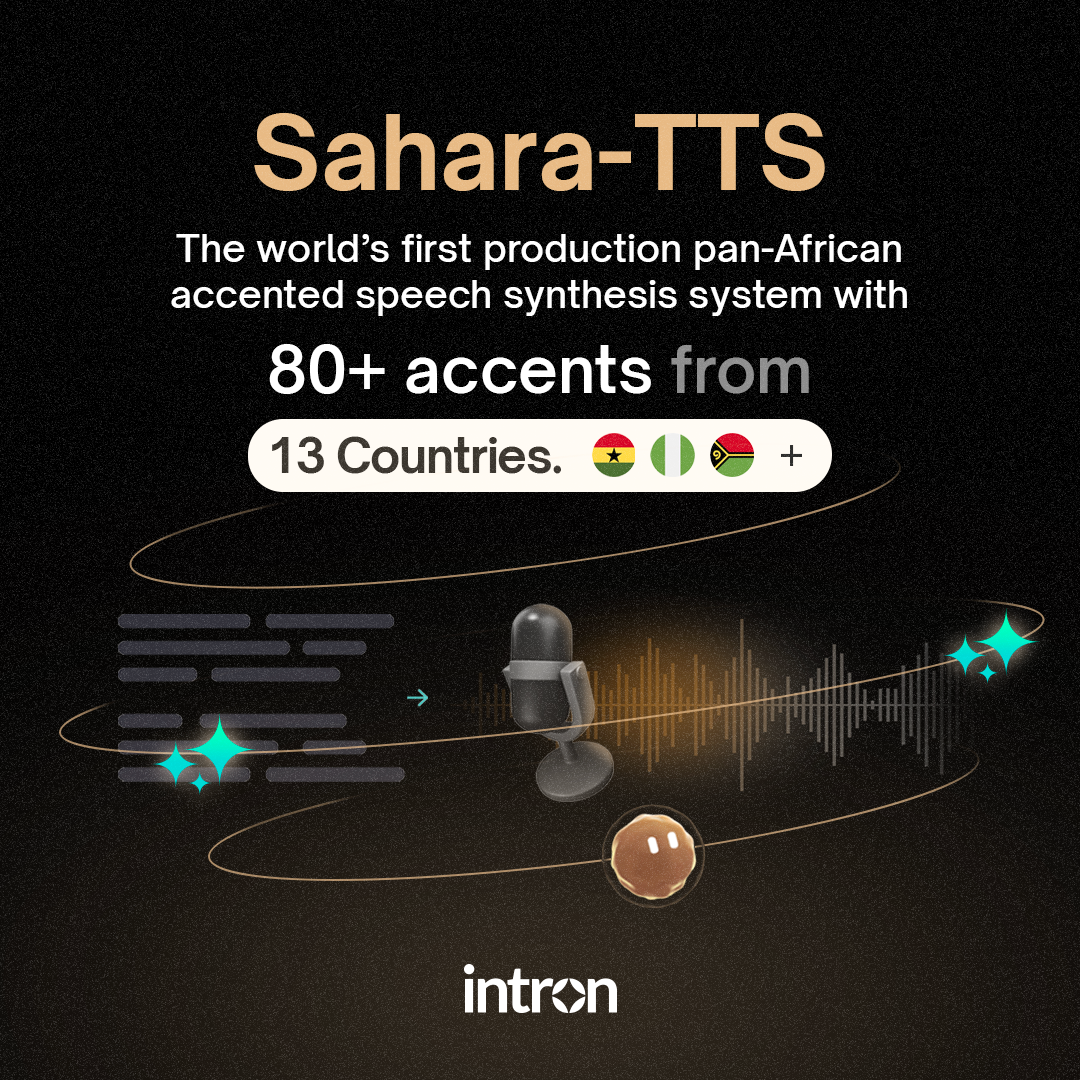 Sahara-TTS
The world’s first production pan-African
accented speech synthesis system with
80+ accents from
13 Countries. +
intron